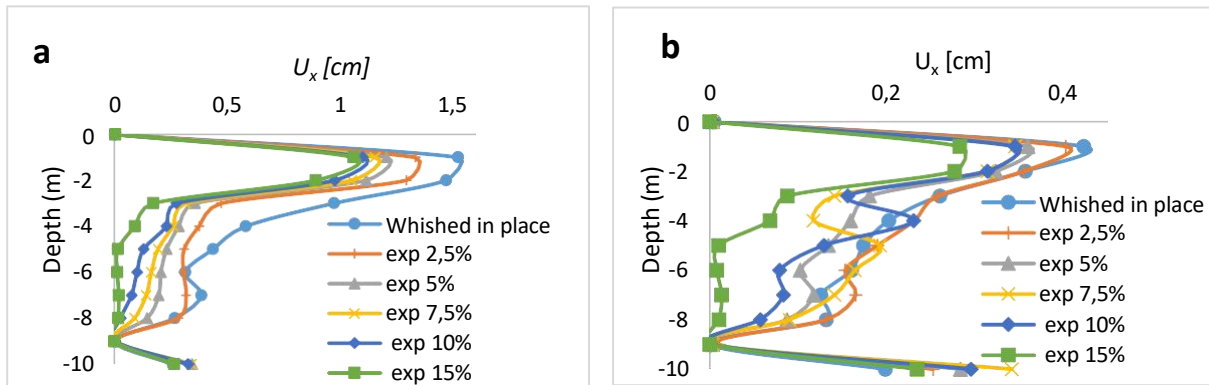 a
U_x [cm]
0 0,5 1 1,5
Depth (m)
0
-2
-4
-6
-8
-10
Whished in place
exp 2,5%
exp 5%
exp 7,5%
exp 10%
exp 15%
b
U_x [cm]
0 0,2 0,4
Depth (m)
0
-2
-4
-6
-8
-10
Whished in place
exp 2,5%
exp 5%
exp 7,5%
exp 10%
exp 15%